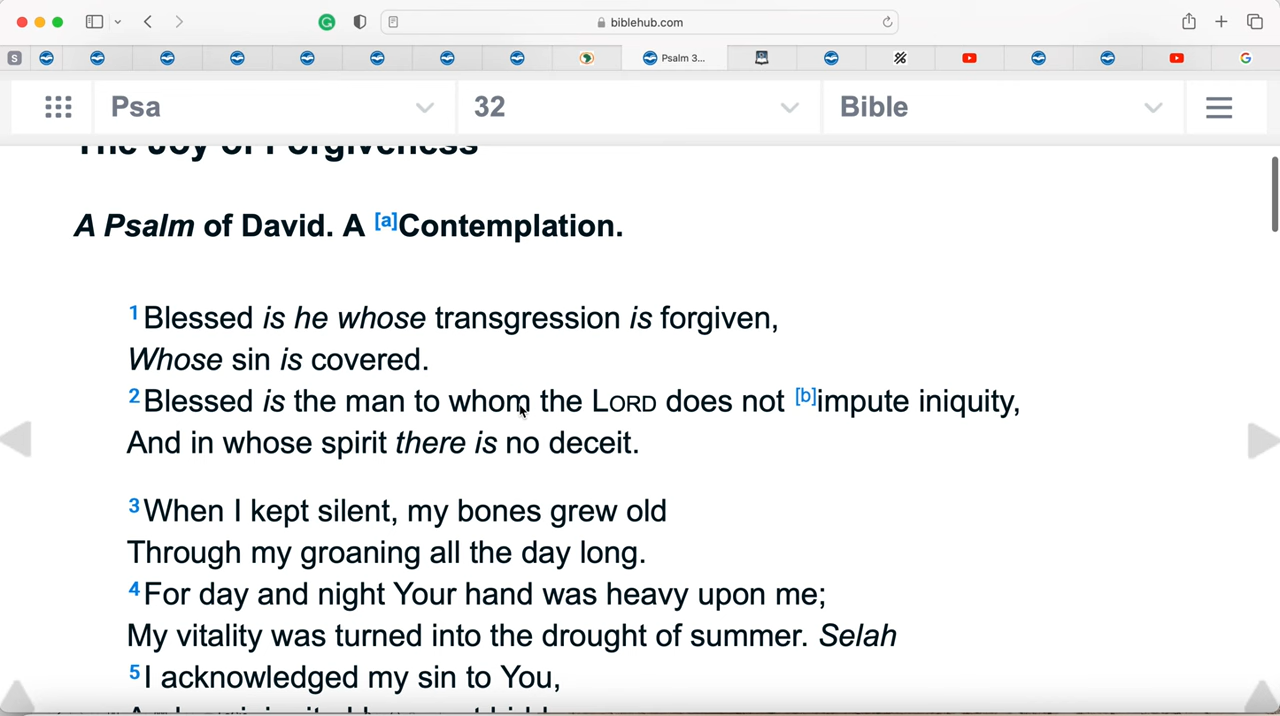 biblehub.com
S
Psalm 3...
Psa
32
Bible
The Joy of Forgiveness
A Psalm of David. A [a]Contemplation.
1 Blessed is he whose transgression is forgiven,
Whose sin is covered.
2 Blessed is the man to whom the LORD does not [b]impute iniquity,
And in whose spirit there is no deceit.
3 When I kept silent, my bones grew old
Through my groaning all the day long.
4 For day and night Your hand was heavy upon me;
My vitality was turned into the drought of summer. Selah
5 I acknowledged my sin to You,